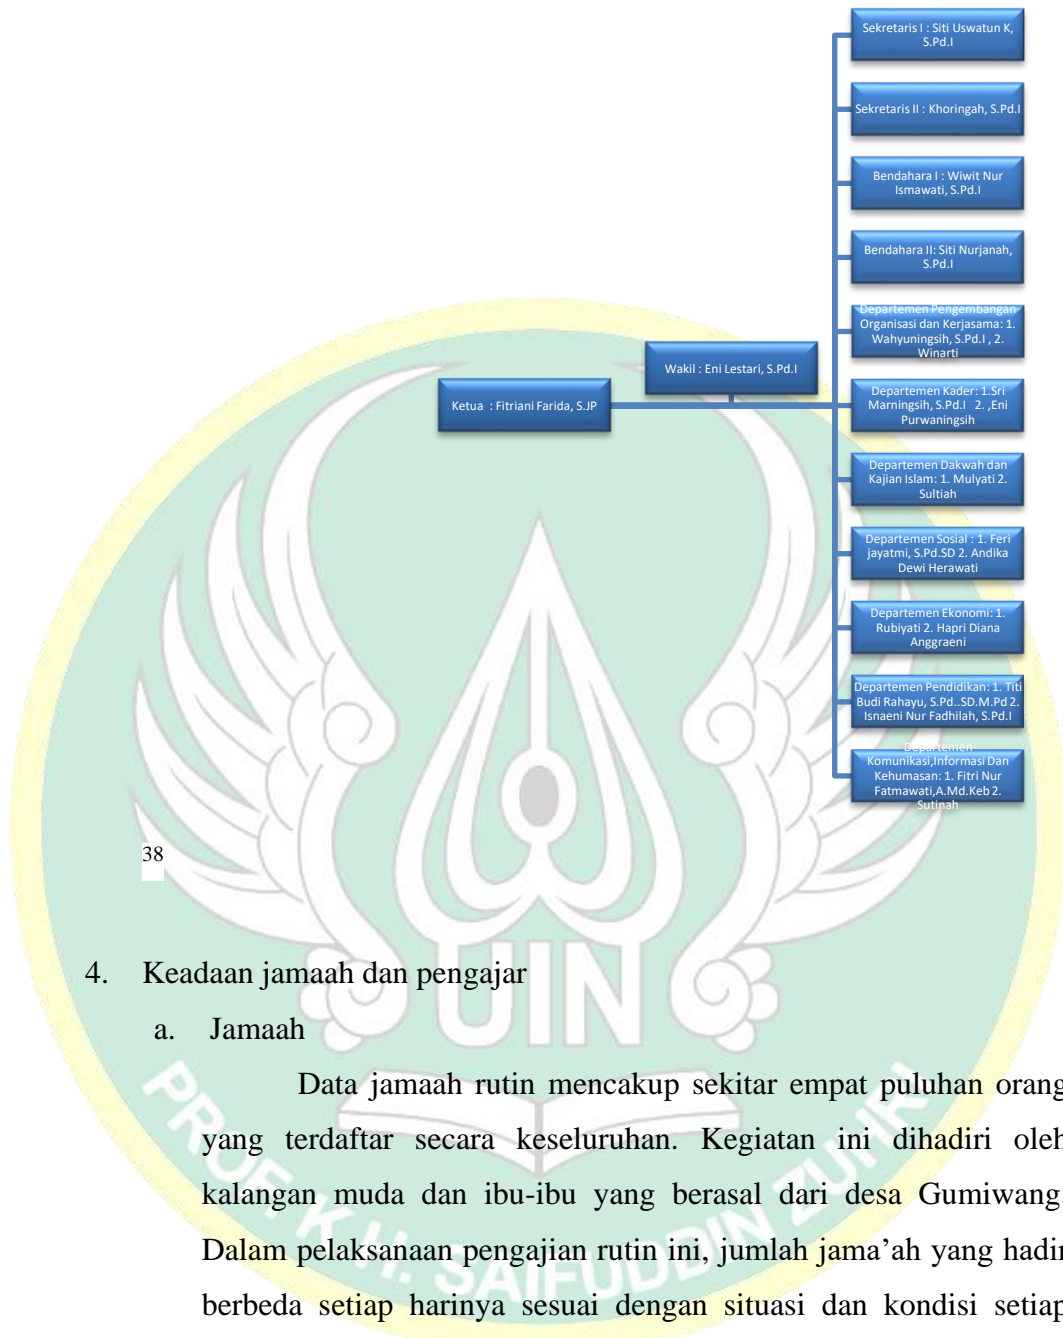 Sekretaris I : Siti Uswatun K,
S.Pd.I
Sekretaris II : Khoringah, S.Pd.I
Bendahara I : Wiwit Nur
Ismawati, S.Pd.I
Bendahara II: Siti Nurjanah,
S.Pd.I
Departemen Pengembangan
Organisasi dan Kerjasama: 1.
Wahyuningsih, S.Pd.I , 2.
Winarti
Wakil : Eni Lestari, S.Pd.I
Ketua : Fitriani Farida, S.JP
Departemen Kader: 1.Sri
Marningsih, S.Pd.I 2. ,Eni
Purwaningsih
Departemen Dakwah dan
Kajian Islam: 1. Mulyati 2.
Sultiah
Departemen Sosial : 1. Feri
jayatmi, S.Pd.SD 2. Andika
Dewi Herawati
Departemen Ekonomi: 1.
Rubiyati 2. Hapri Diana
Anggraeni
Departemen Pendidikan: 1. Titi
Budi Rahayu, S.Pd..SD.M.Pd 2.
Isnaeni Nur Fadhilah, S.Pd.I
Departemen
Komunikasi,Informasi Dan
Kehumasan: 1. Fitri Nur
Fatmawati,A.Md.Keb 2.
Sutinah
38
4. Keadaan jamaah dan pengajar
a. Jamaah
Data jamaah rutin mencakup sekitar empat puluhan orang
yang terdaftar secara keseluruhan. Kegiatan ini dihadiri oleh
kalangan muda dan ibu-ibu yang berasal dari desa Gumiwang
Dalam pelaksanaan pengajian rutin ini, jumlah jama’ah yang hadir
berbeda setiap harinya sesuai dengan situasi dan kondisi setiap
UIN
PROF. K.H. SAIFUDDIN ZUHRI